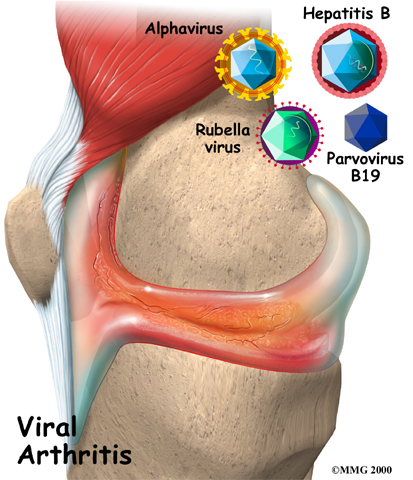 Hepatitis B
Alphavirus
Rubella
virus
Parvovirus
B19
Viral
Arthritis
©MMG 2000